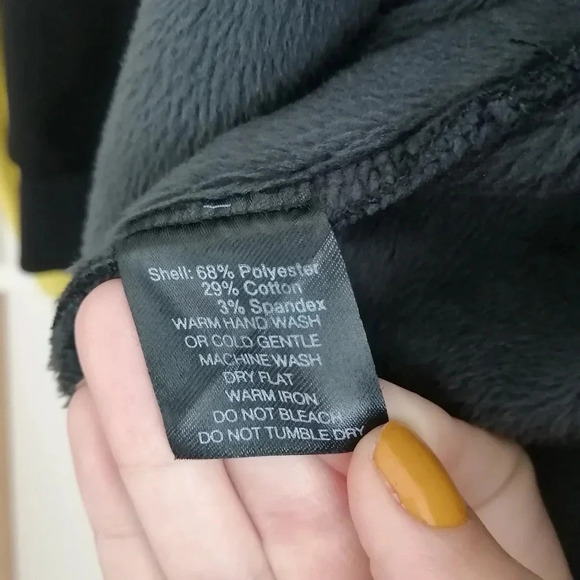 Shell: 68% Polyester
29% Cotton
3% Spandex
WARM HAND WASH
OR COLD GENTLE
MACHINE WASH
DRY FLAT
WARM IRON
DO NOT BLEACH
DO NOT TUMBLE DRY